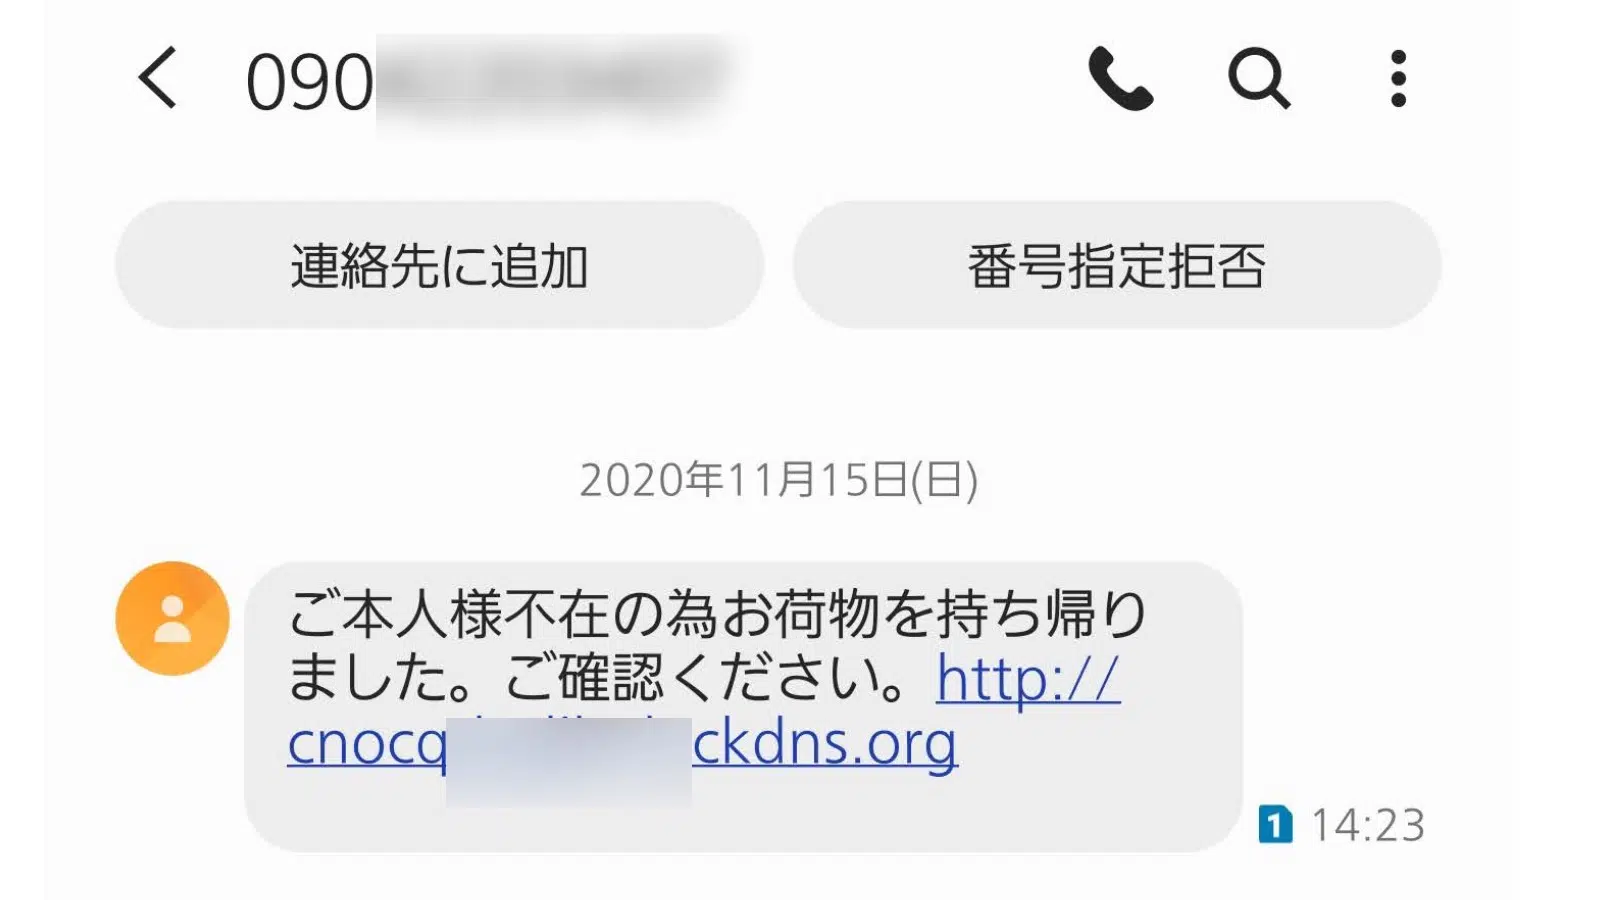 090
連絡先に追加
番号指定拒否
2020年11月15日(日)
ご本人様不在の為お荷物を持ち帰り
ました。ご確認ください。http://
cnocq ckdns.org
1 14:23